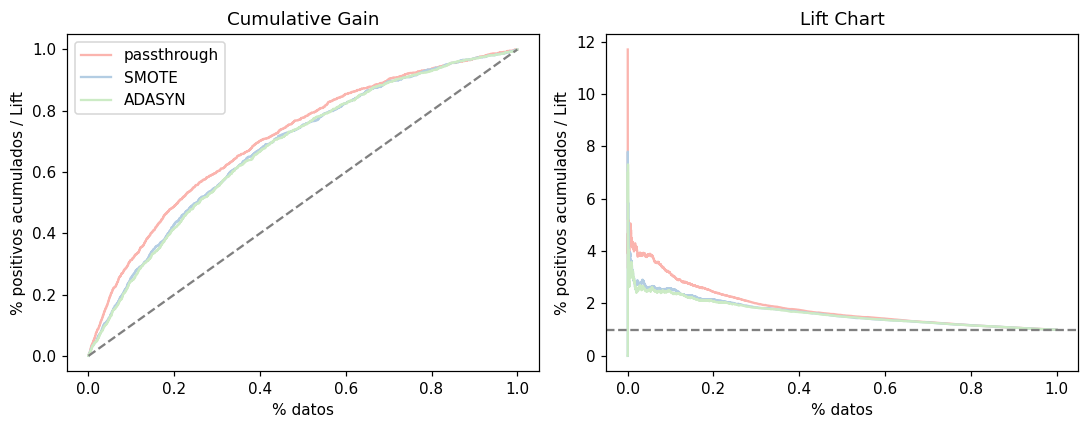 Cumulative Gain
% positivos acumulados / Lift
1.0
0.8
0.6
0.4
0.2
0.0
passthrough
SMOTE
ADASYN
0.0 0.2 0.4 0.6 0.8 1.0
% datos
Lift Chart
% positivos acumulados / Lift
12
10
8
6
4
2
0
0.0 0.2 0.4 0.6 0.8 1.0
% datos